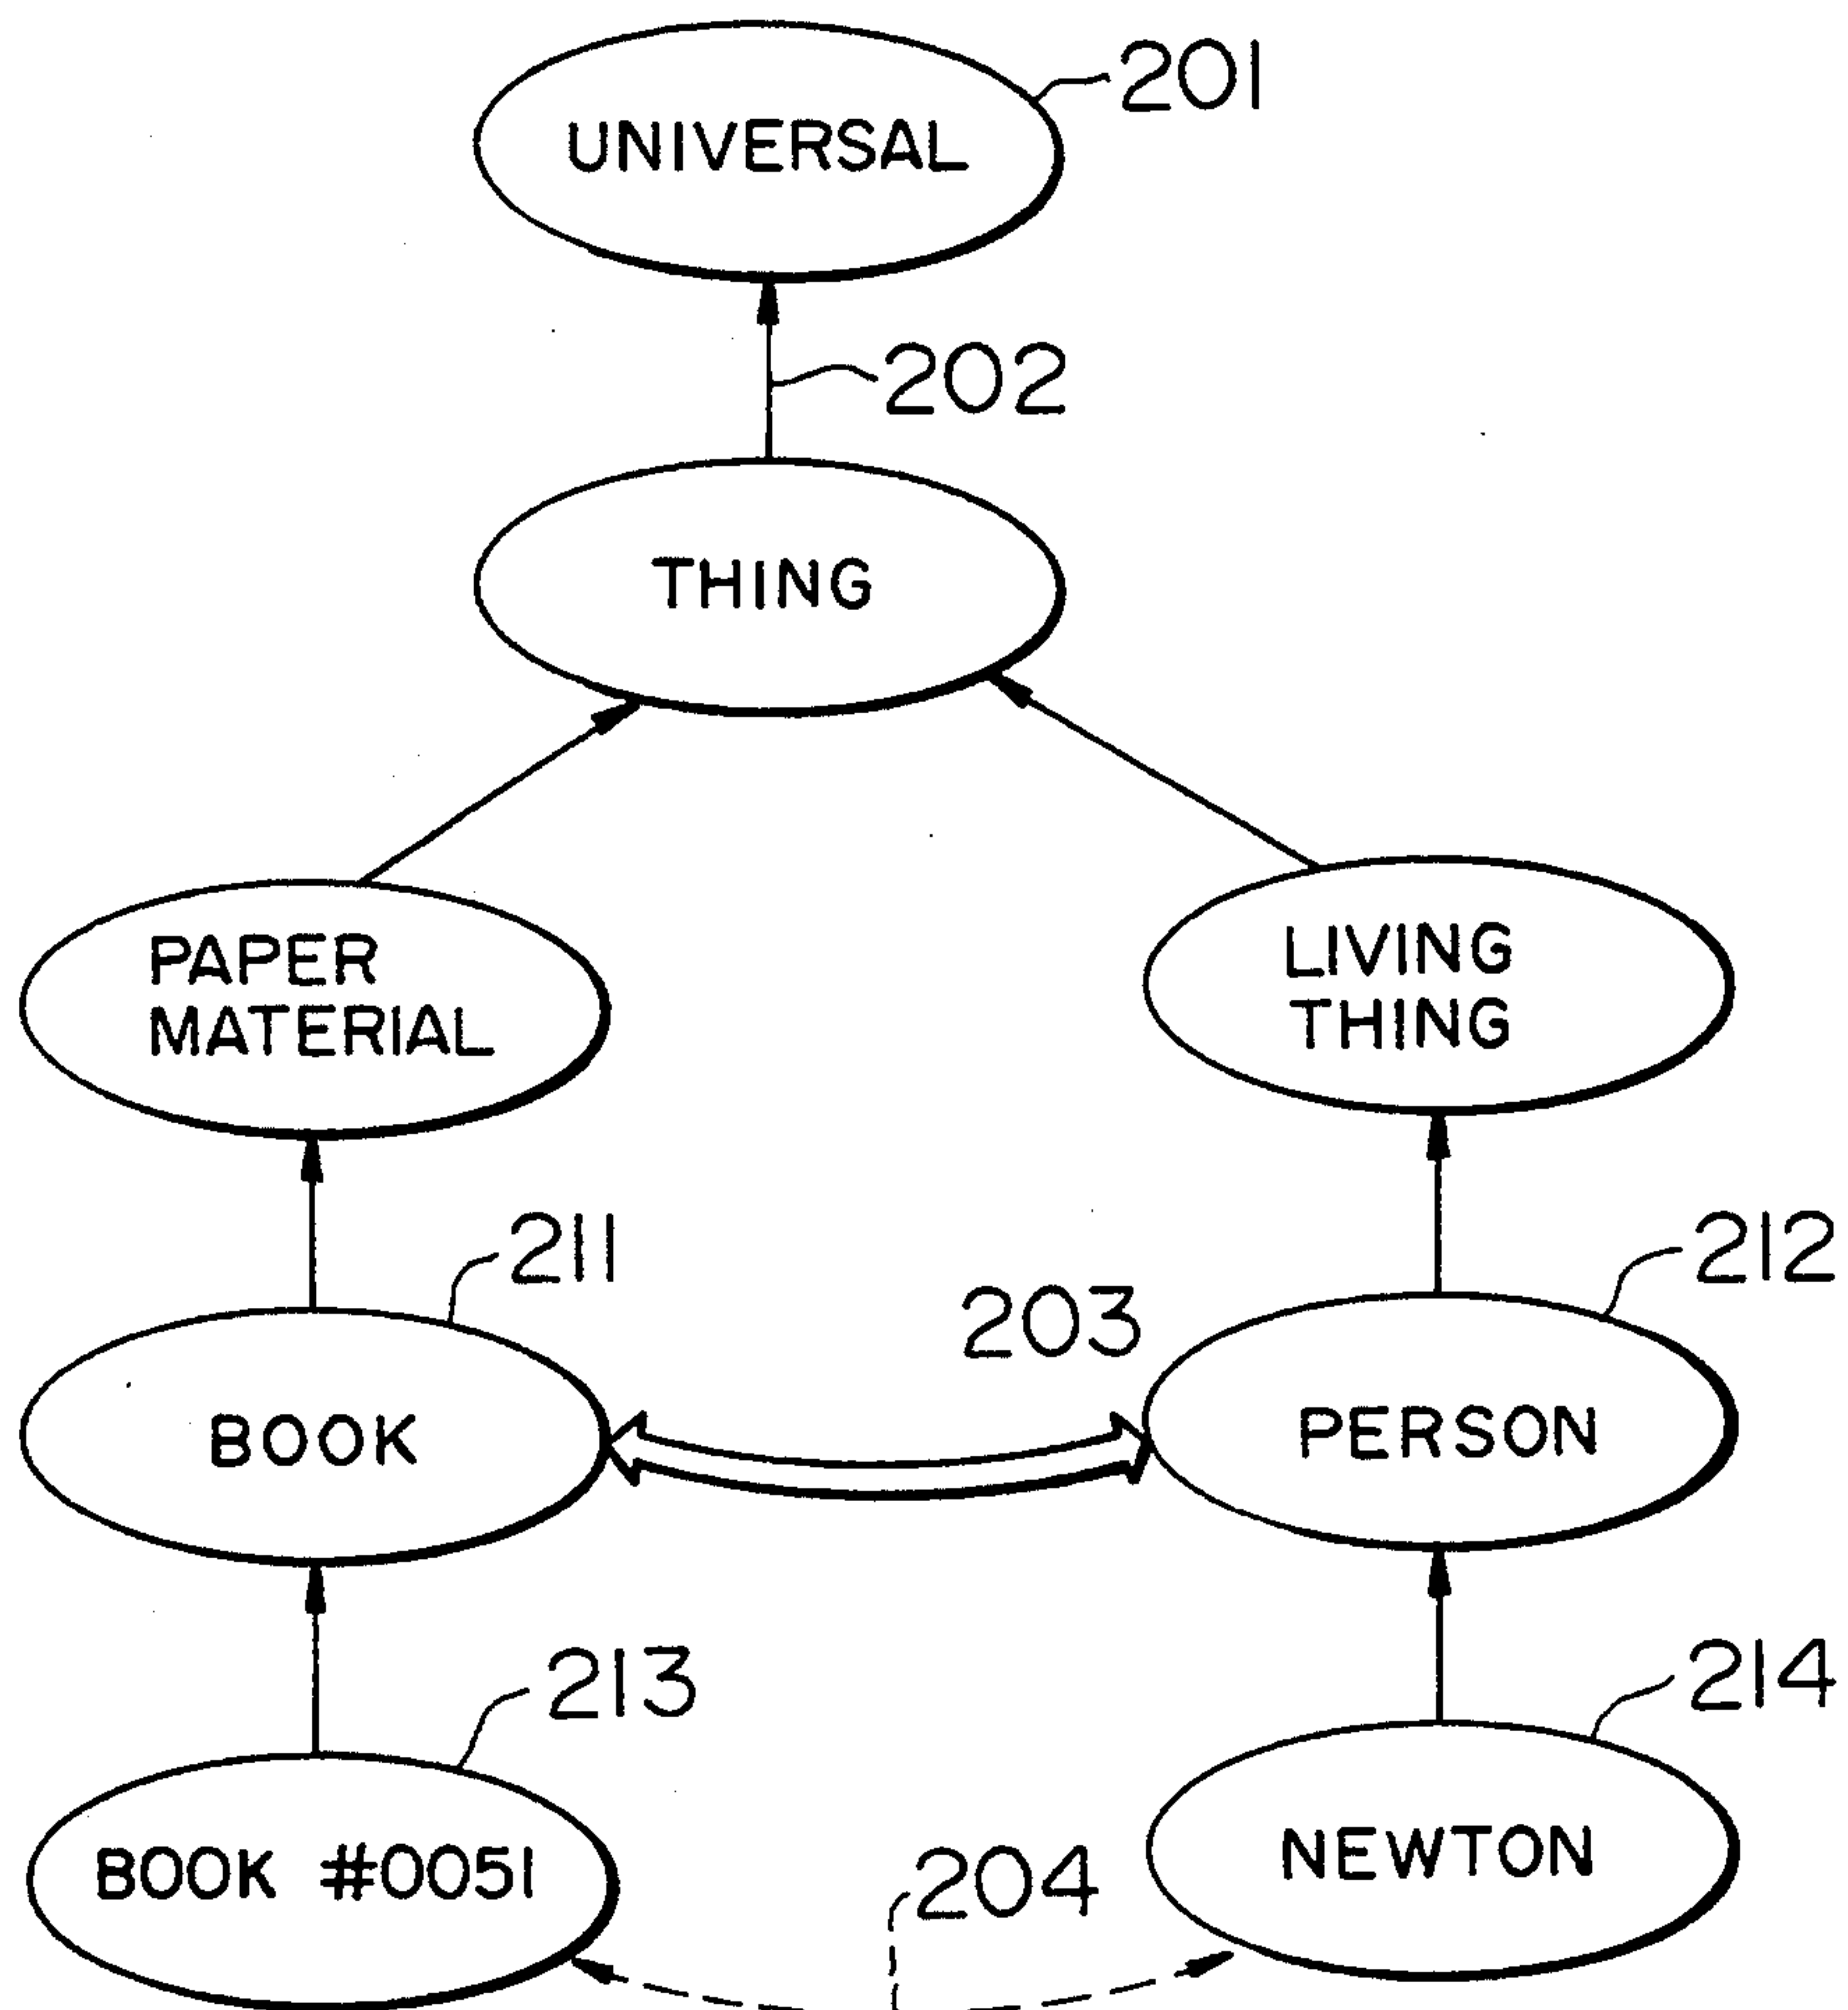 201
UNIVERSAL
202
THING
PAPER
MATERIAL
LIVING
THING
211
212
203
BOOK
PERSON
213
214
BOOK #0051
NEWTON
204